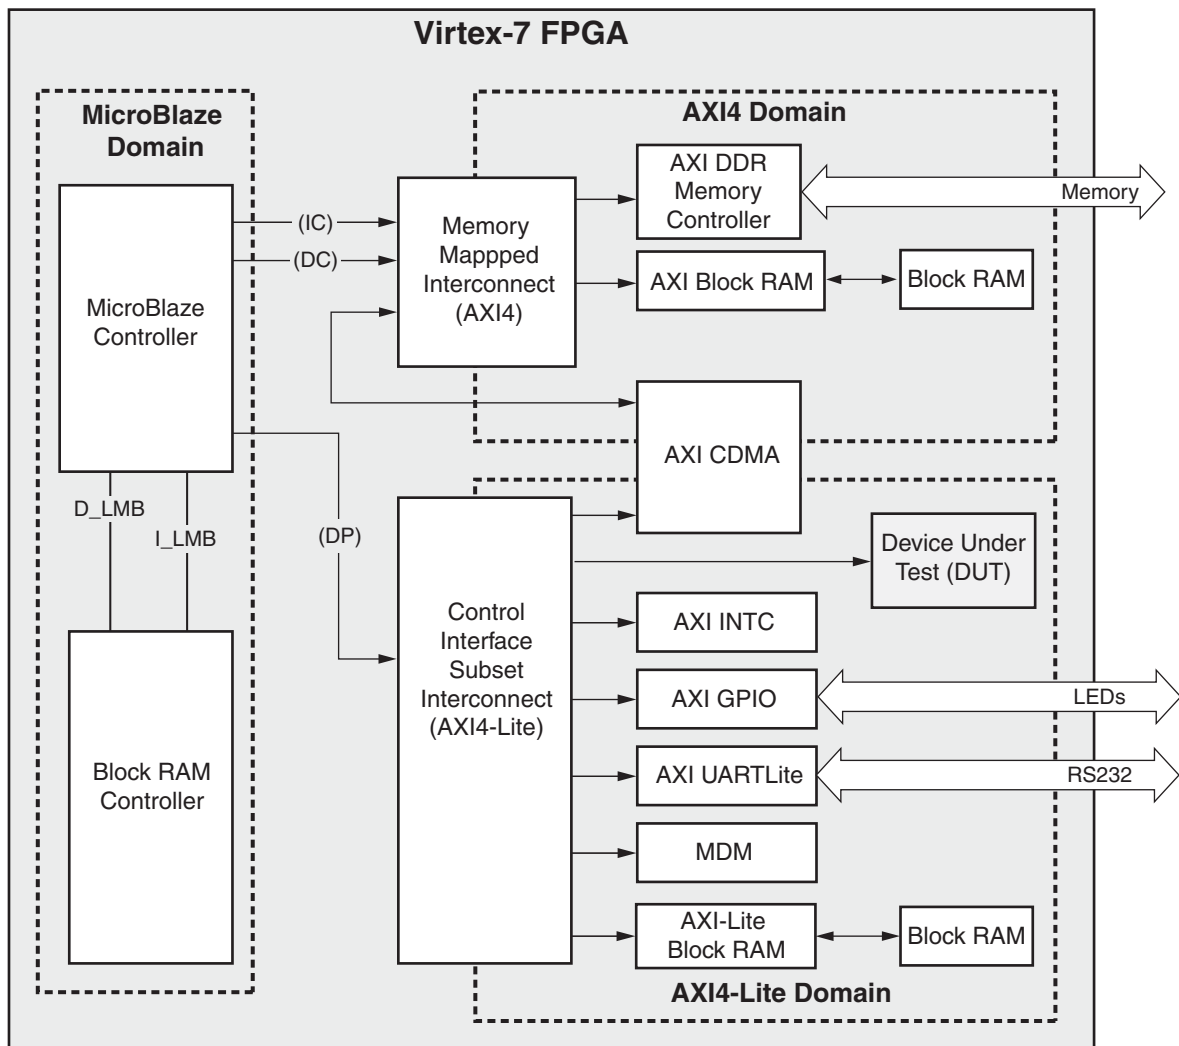 Virtex-7 FPGA
MicroBlaze
Domain
MicroBlaze
Controller
D_LMB
I_LMB
Block RAM
Controller
(IC)
(DC)
(DP)
AXI4 Domain
Memory
Mappped
Interconnect
(AXI4)
AXI DDR
Memory
Controller
Memory
AXI Block RAM
Block RAM
AXI CDMA
Control
Interface
Subset
Interconnect
(AXI4-Lite)
Device Under
Test (DUT)
AXI INTC
AXI GPIO
LEDs
AXI UARTLite
RS232
MDM
AXI-Lite
Block RAM
Block RAM
AXI4-Lite Domain